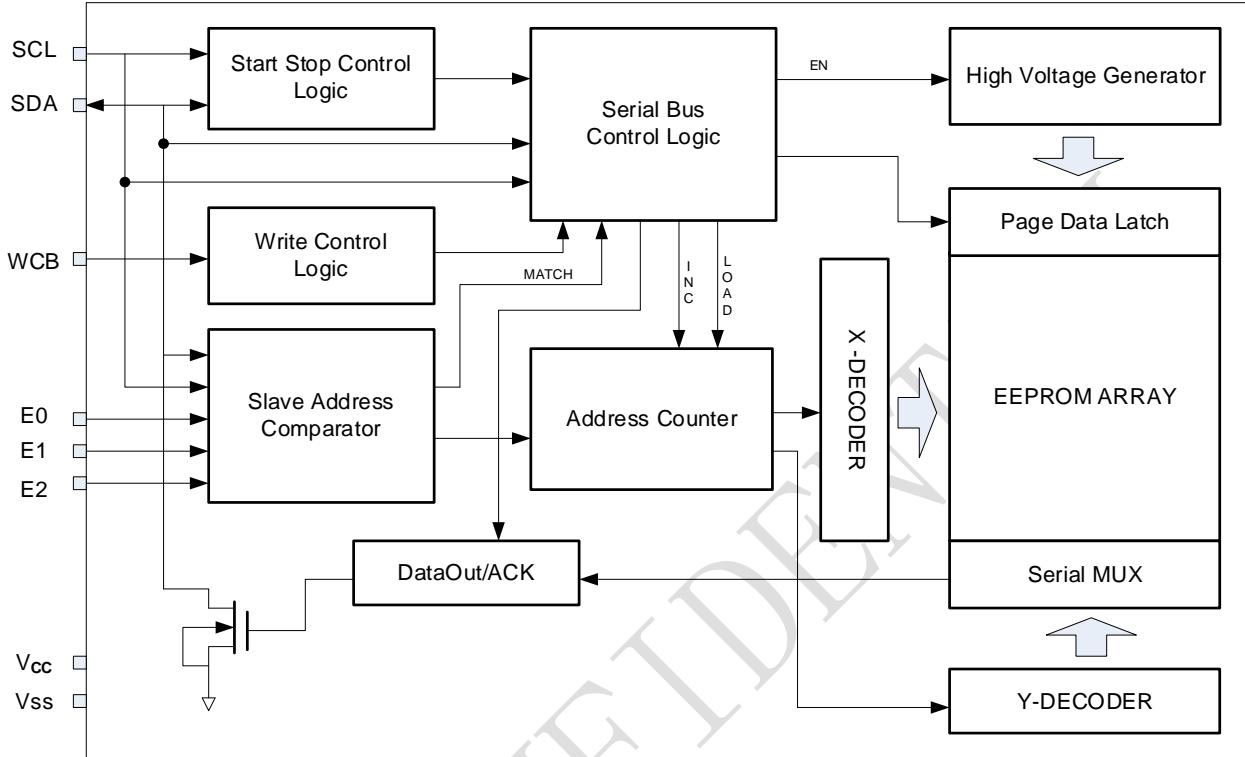 SCL
Start Stop Control
Logic
SDA
Serial Bus
Control Logic
EN
High Voltage Generator
Page Data Latch
WCB
Write Control
Logic
MATCH
INC
LOAD
X-DECODER
EEPROM ARRAY
Slave Address
Comparator
Address Counter
E0
E1
E2
DataOut/ACK
Serial MUX
Vcc
Vss
Y-DECODER